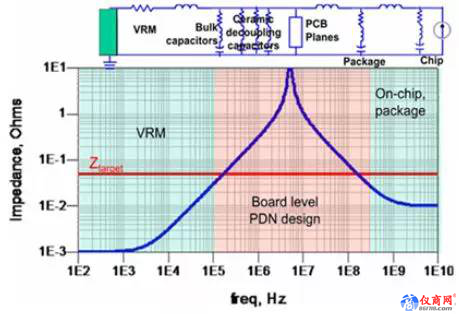 VRM
Bulk
capacitors
Ceramic
decoupling
capacitors
PCB
Planes
Package
Chip
Impedance, Ohms
1E1
1
1E-1
1E-2
1E-3
VRM
On-chip,
package
Ztarget
Board level
PDN design
1E2 1E3 1E4 1E5 1E6 1E7 1E8 1E9 1E10
freq, Hz
仪商网